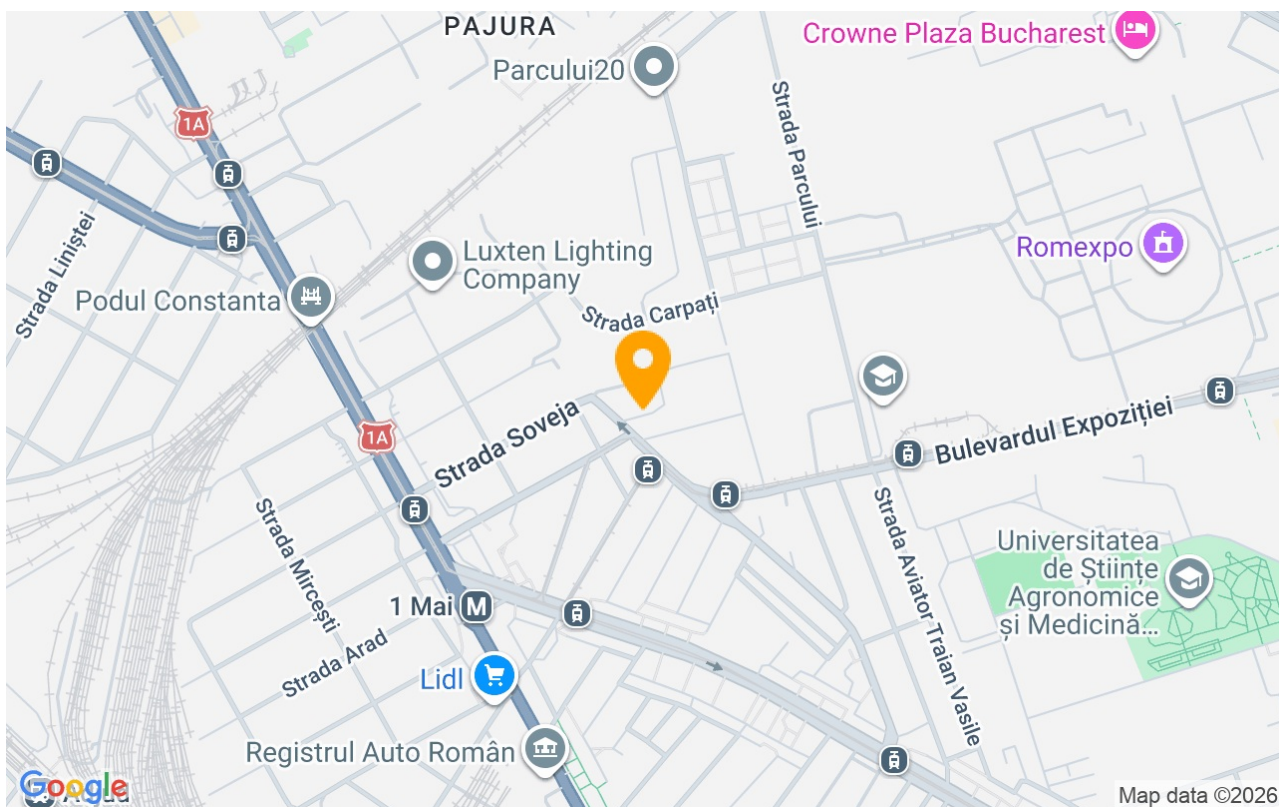 PAJURA
Crowne Plaza Bucharest
Parcului20
Strada Parcului
1A
Strada Liniștei
Luxten Lighting
Company
Romexpo
Podul Constanta
Strada Carpați
Strada Soveja
1A
Bulevardul Expoziției
Strada Mircești
Strada Aviator Traian Vasile
Universitatea
de Științe
Agronomice
și Medicină...
1 Mai
M
Strada Arad
Lidl
Registrul Auto Român
Google
Map data ©2026